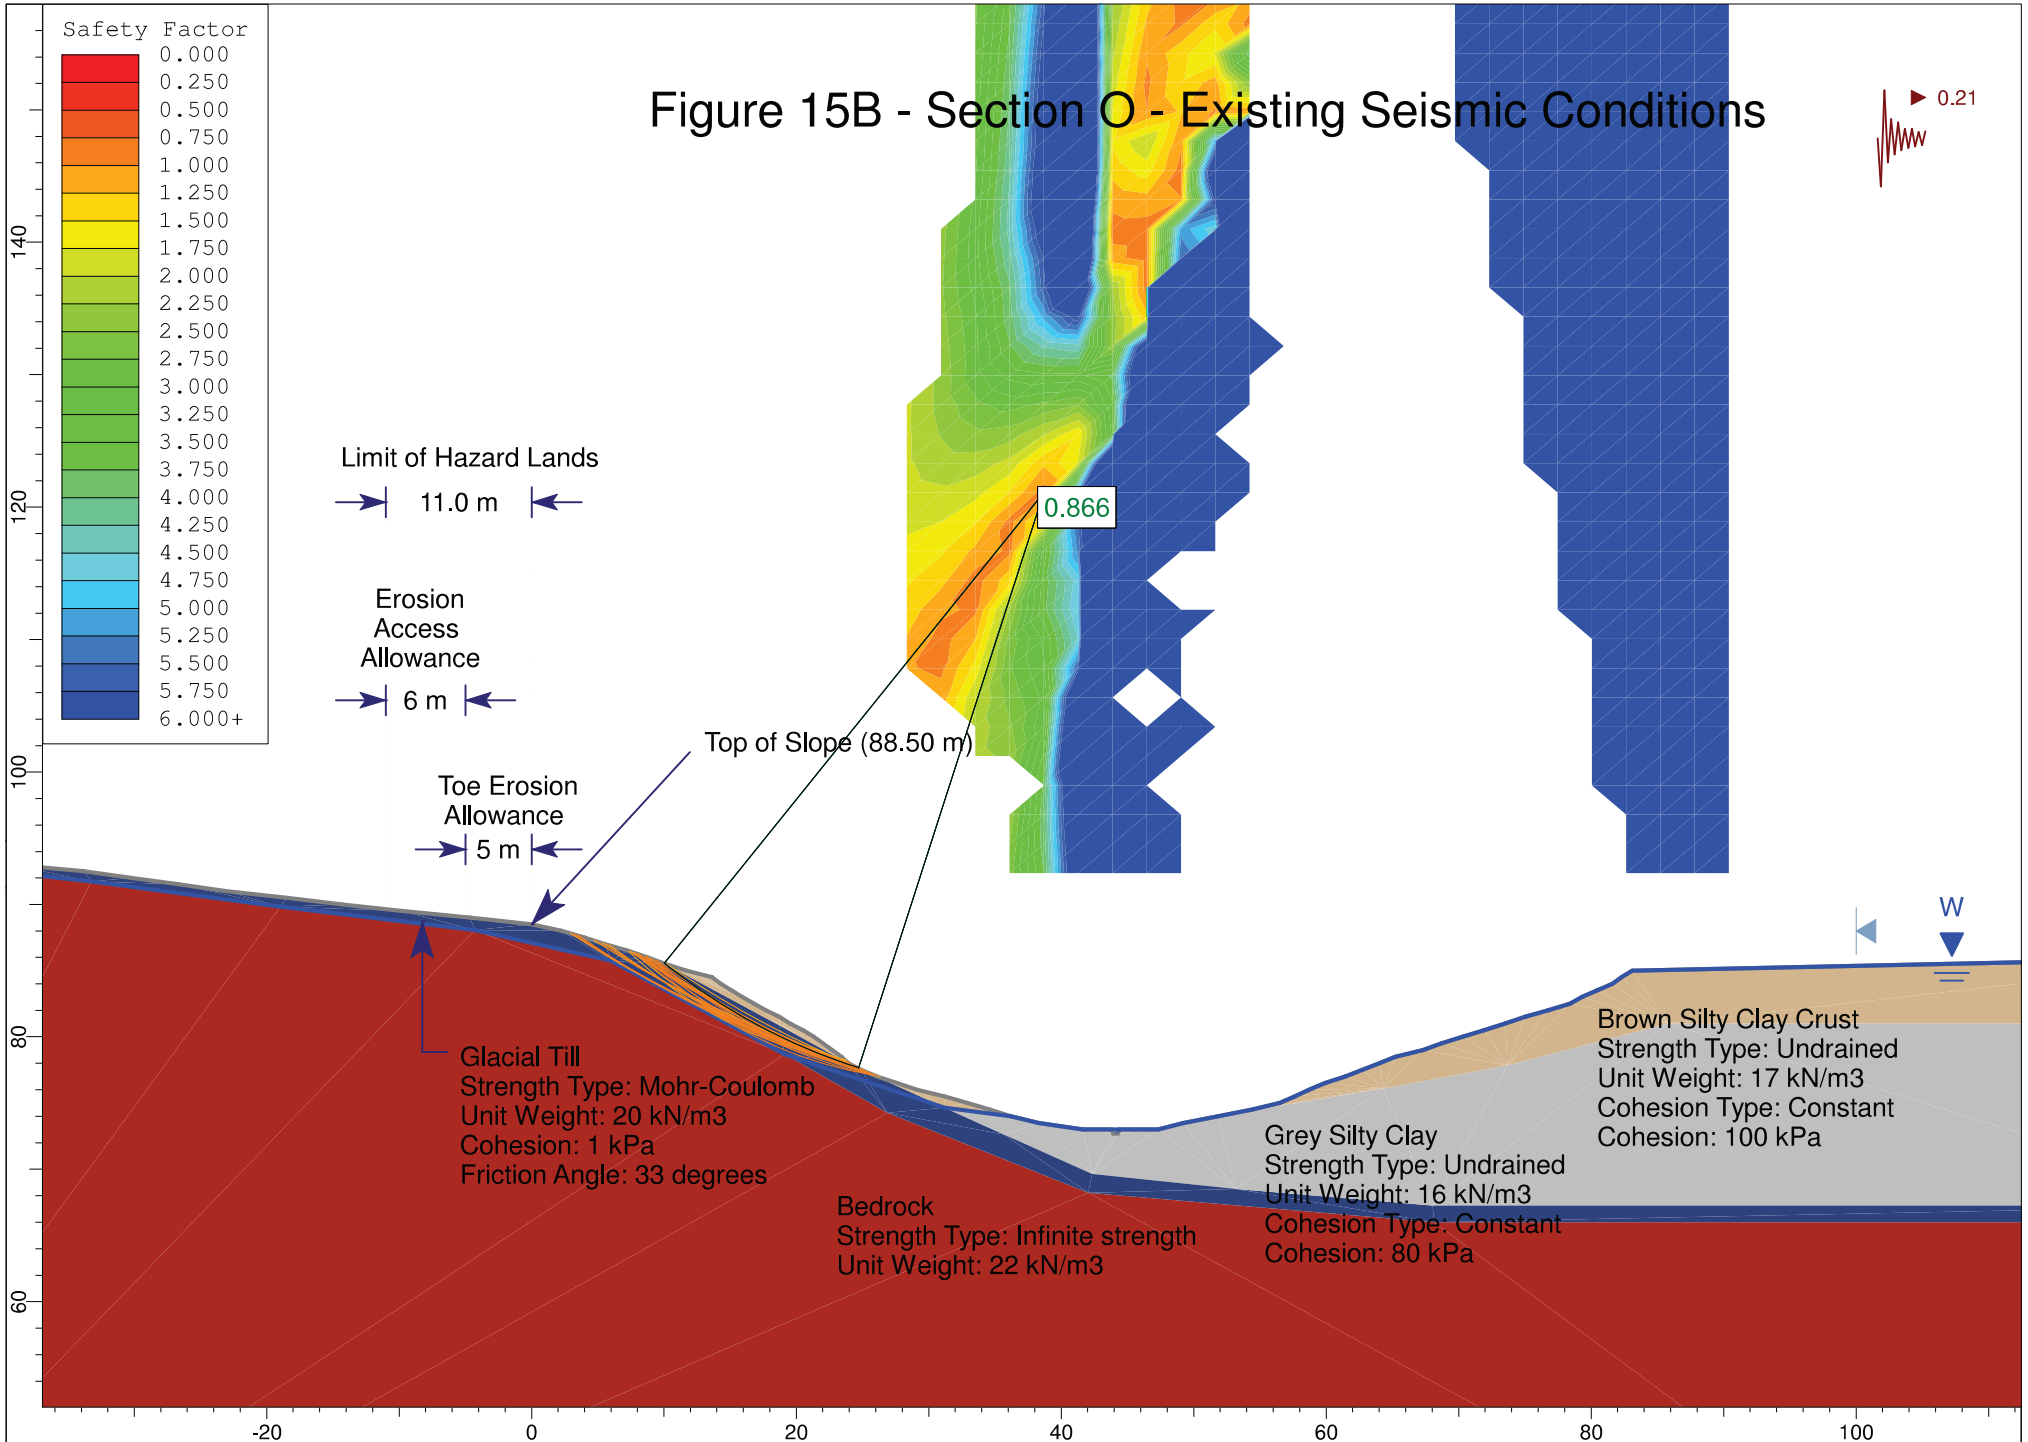 Safety Factor
0.000
0.250
0.500
0.750
1.000
1.250
1.500
1.750
2.000
2.250
2.500
2.750
3.000
3.250
3.500
3.750
4.000
4.250
4.500
4.750
5.000
5.250
5.500
5.750
6.000+
Figure 15B - Section O - Existing Seismic Conditions
0.21
140
120
100
80
60
Limit of Hazard Lands
11.0 m
0.866
Erosion
Access
Allowance
6 m
Top of Slope (88.50 m)
Toe Erosion
Allowance
5 m
W
Glacial Till
Strength Type: Mohr-Coulomb
Unit Weight: 20 kN/m3
Cohesion: 1 kPa
Friction Angle: 33 degrees
Bedrock
Strength Type: Infinite strength
Unit Weight: 22 kN/m3
Grey Silty Clay
Strength Type: Undrained
Unit Weight: 16 kN/m3
Cohesion Type: Constant
Cohesion: 80 kPa
Brown Silty Clay Crust
Strength Type: Undrained
Unit Weight: 17 kN/m3
Cohesion Type: Constant
Cohesion: 100 kPa
-20
0
20
40
60
80
100